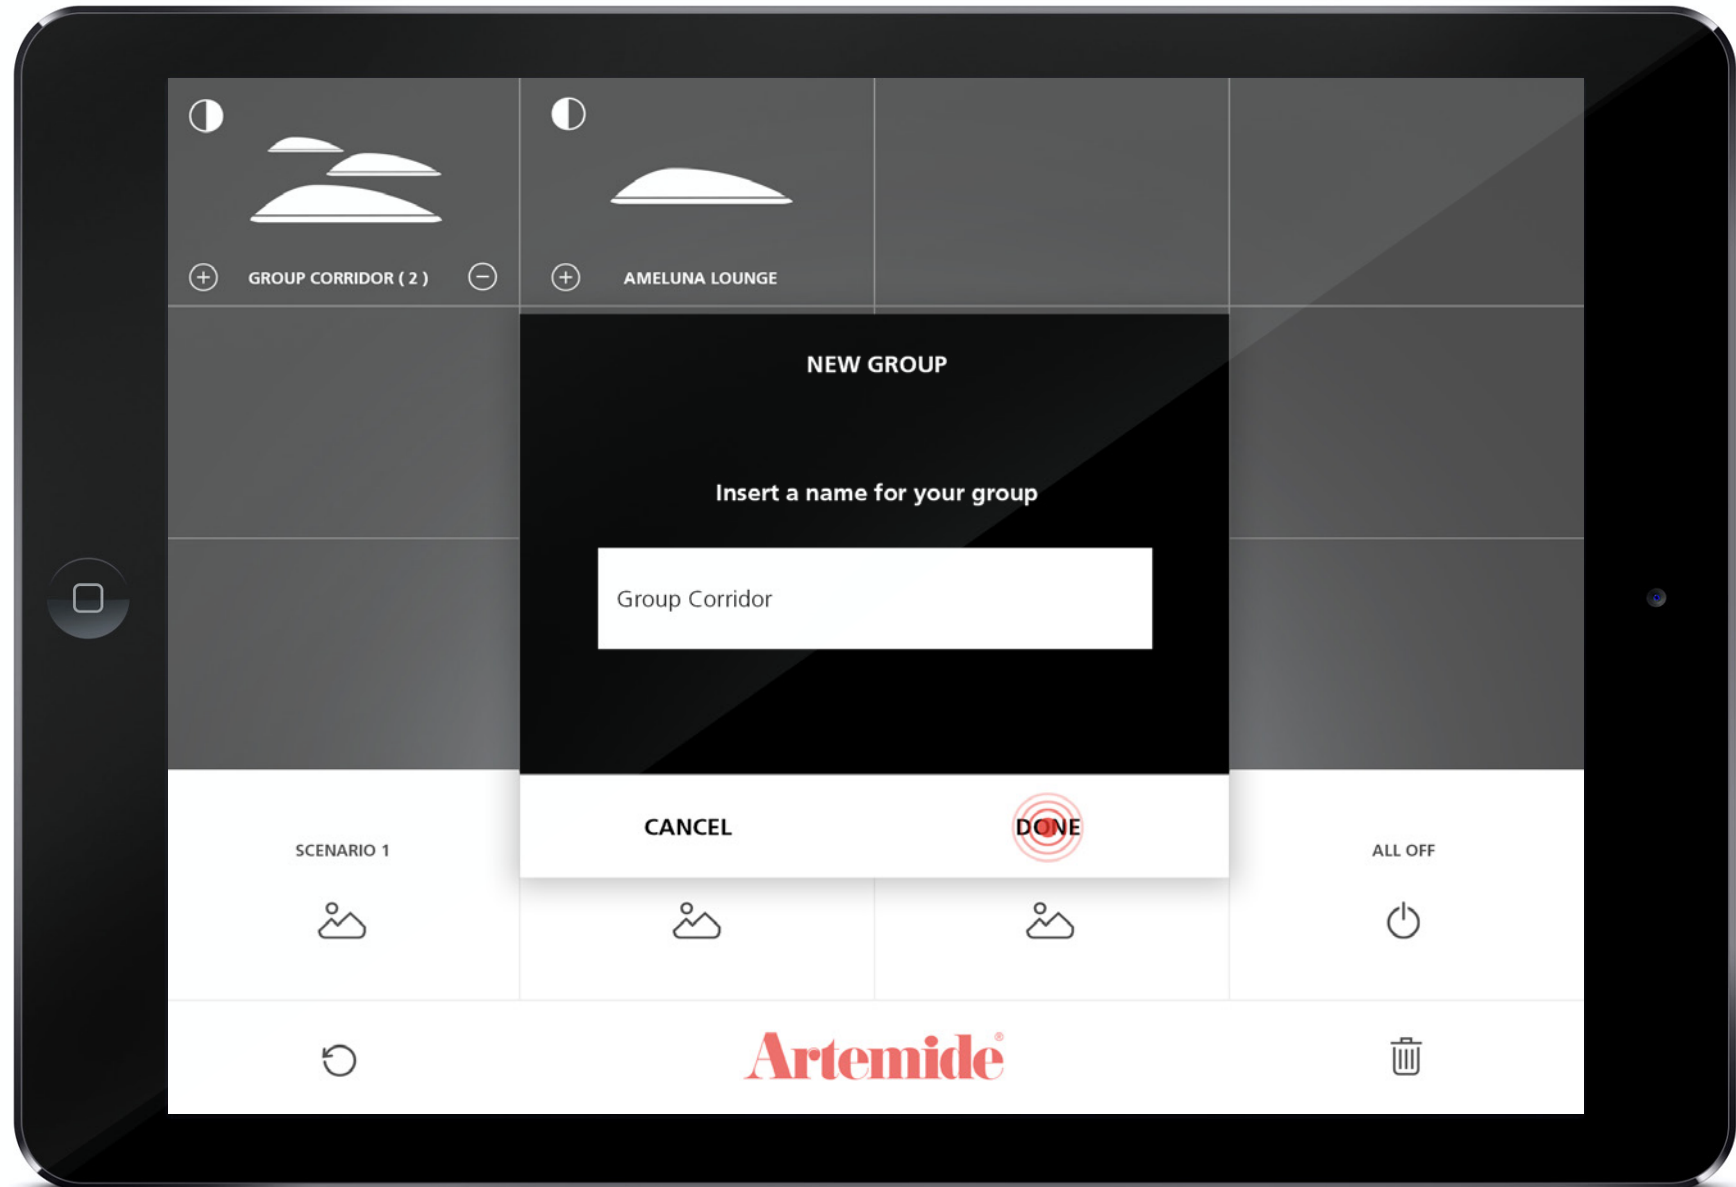 GROUP CORRIDOR ( 2 )
AMELUNA LOUNGE
NEW GROUP
Insert a name for your group
Group Corridor
CANCEL
DONE
SCENARIO 1
ALL OFF
Artemide®